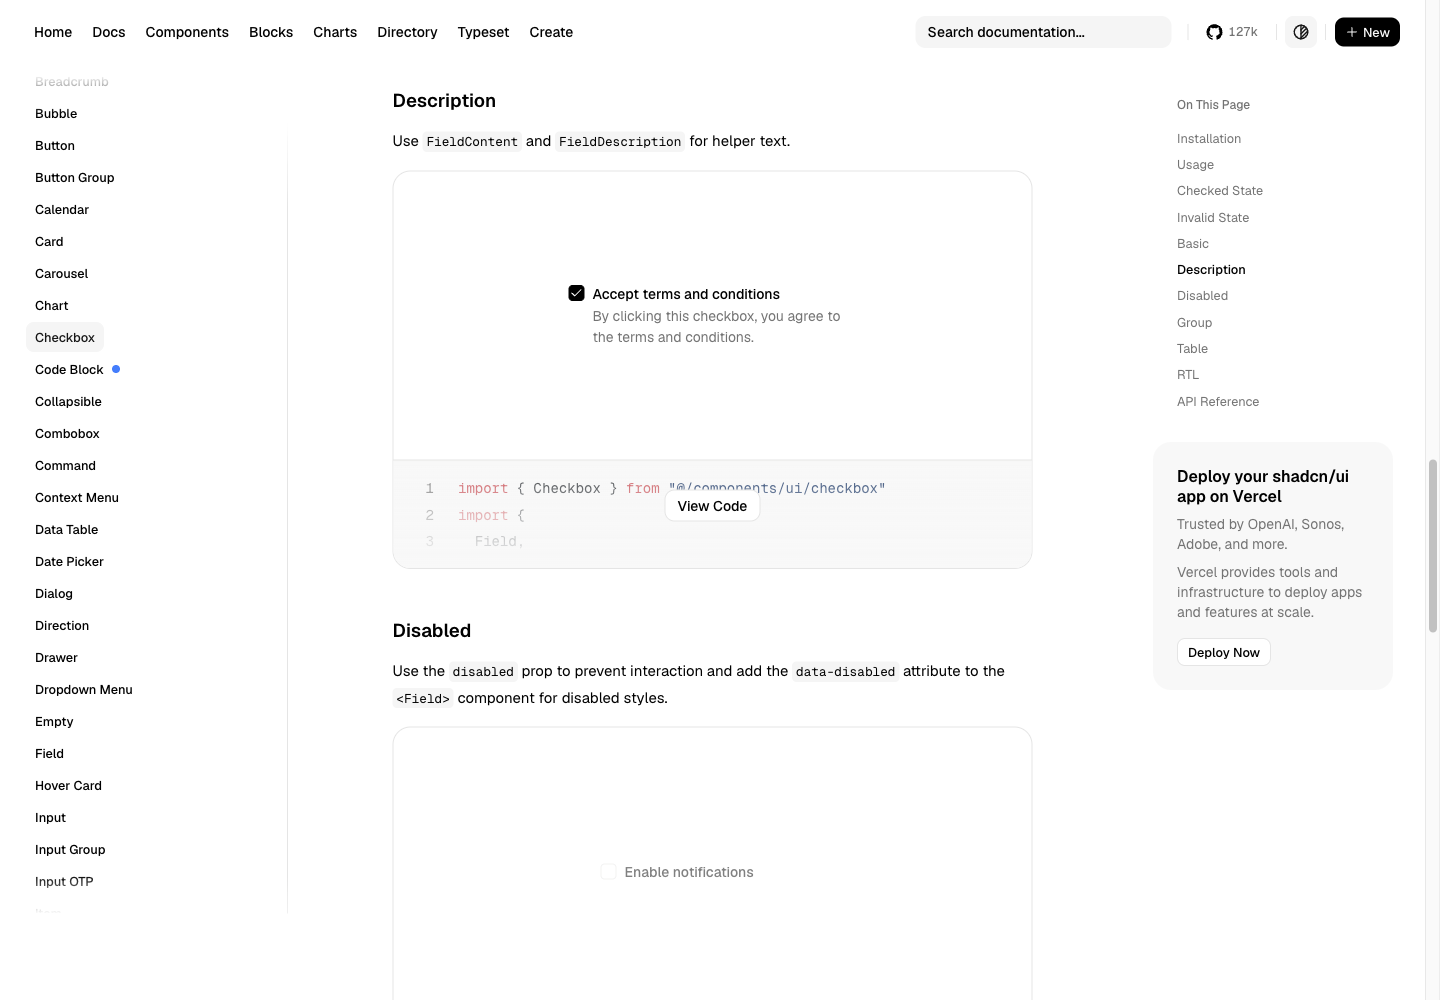 Home Docs Components Blocks Charts Directory Typeset Create
Search documentation...
127k
New
Breadcrumb
Bubble
Button
Button Group
Calendar
Card
Carousel
Chart
Checkbox
Code Block
Collapsible
Combobox
Command
Context Menu
Data Table
Date Picker
Dialog
Direction
Drawer
Dropdown Menu
Empty
Field
Hover Card
Input
Input Group
Input OTP
Description
Use FieldContent and FieldDescription for helper text.
Accept terms and conditions
By clicking this checkbox, you agree to
the terms and conditions.
1 import { Checkbox } from "@/components/ui/checkbox"
View Code
2 import {
3 Field,
Disabled
Use the disabled prop to prevent interaction and add the data-disabled attribute to the
<Field> component for disabled styles.
Enable notifications
On This Page
Installation
Usage
Checked State
Invalid State
Basic
Description
Disabled
Group
Table
RTL
API Reference
Deploy your shadcn/ui
app on Vercel
Trusted by OpenAI, Sonos,
Adobe, and more.
Vercel provides tools and
infrastructure to deploy apps
and features at scale.
Deploy Now